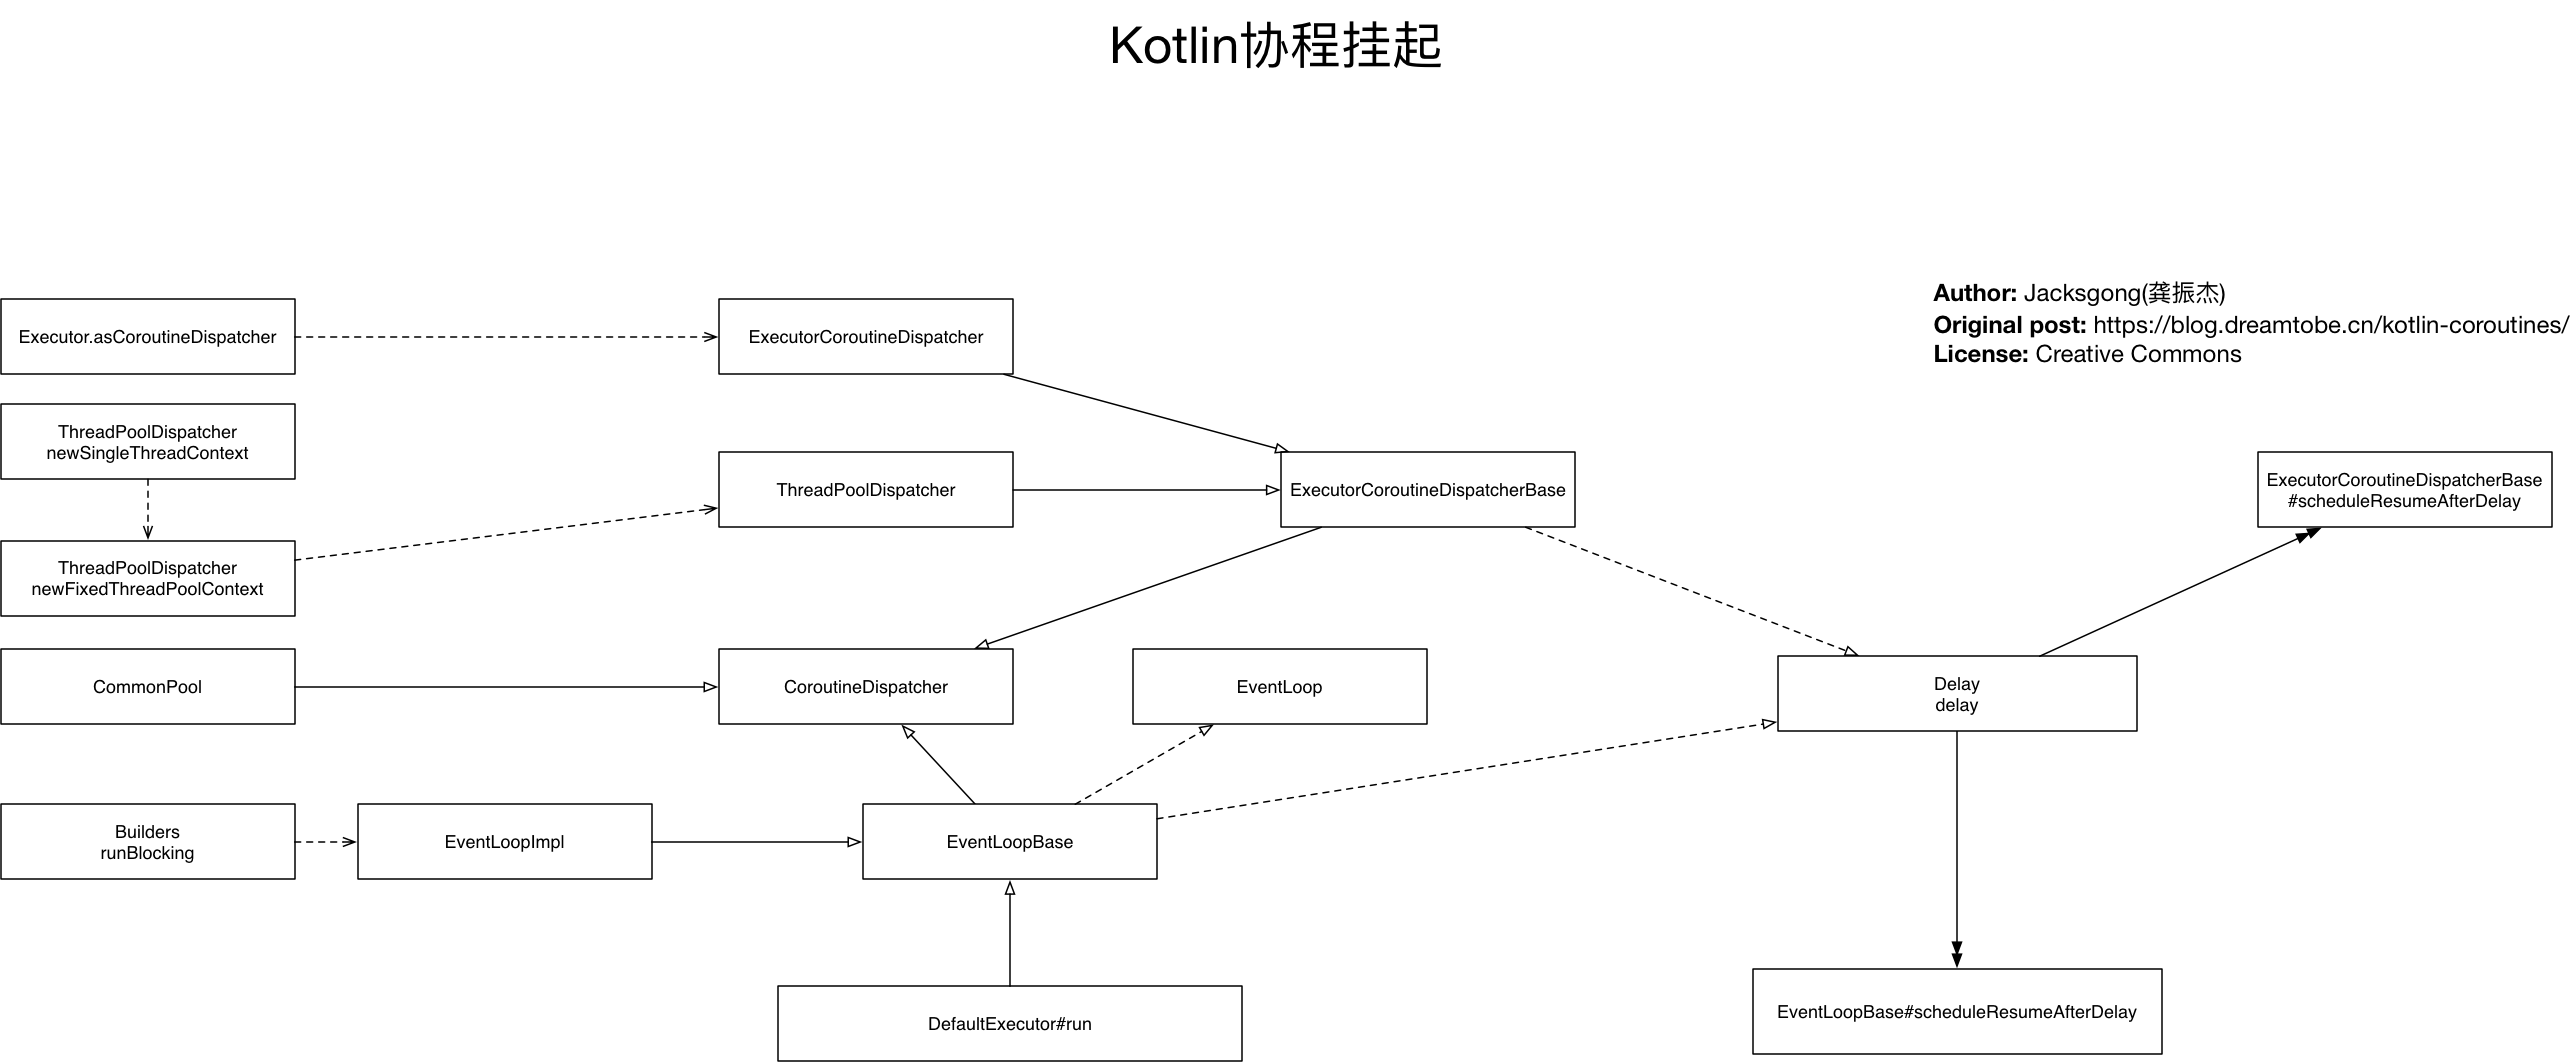 Kotlin协程挂起
Author: Jacksgong(龚振杰)
Original post: https://blog.dreamtobe.cn/kotlin-coroutines/
License: Creative Commons
Executor.asCoroutineDispatcher
ExecutorCoroutineDispatcher
ThreadPoolDispatcher
newSingleThreadContext
ThreadPoolDispatcher
ExecutorCoroutineDispatcherBase
ExecutorCoroutineDispatcherBase
#scheduleResumeAfterDelay
ThreadPoolDispatcher
newFixedThreadPoolContext
CommonPool
CoroutineDispatcher
EventLoop
Delay
delay
Builders
runBlocking
EventLoopImpl
EventLoopBase
DefaultExecutor#run
EventLoopBase#scheduleResumeAfterDelay